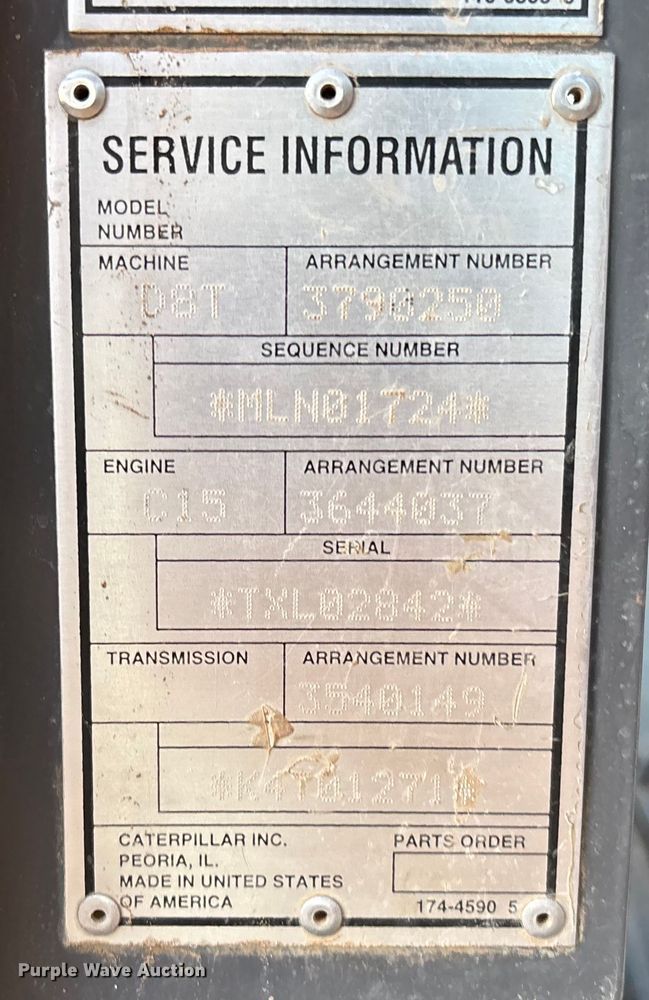 SERVICE INFORMATION
MODEL
NUMBER
MACHINE ARRANGEMENT NUMBER
D8T 3790250
SEQUENCE NUMBER
*MLN01724*
ENGINE ARRANGEMENT NUMBER
C15 3644037
SERIAL
*TXL02842*
TRANSMISSION ARRANGEMENT NUMBER
3540149
*K4T01271*
CATERPILLAR INC. PARTS ORDER
PEORIA, IL.
MADE IN UNITED STATES
OF AMERICA 174-4590 5
Purple Wave Auction